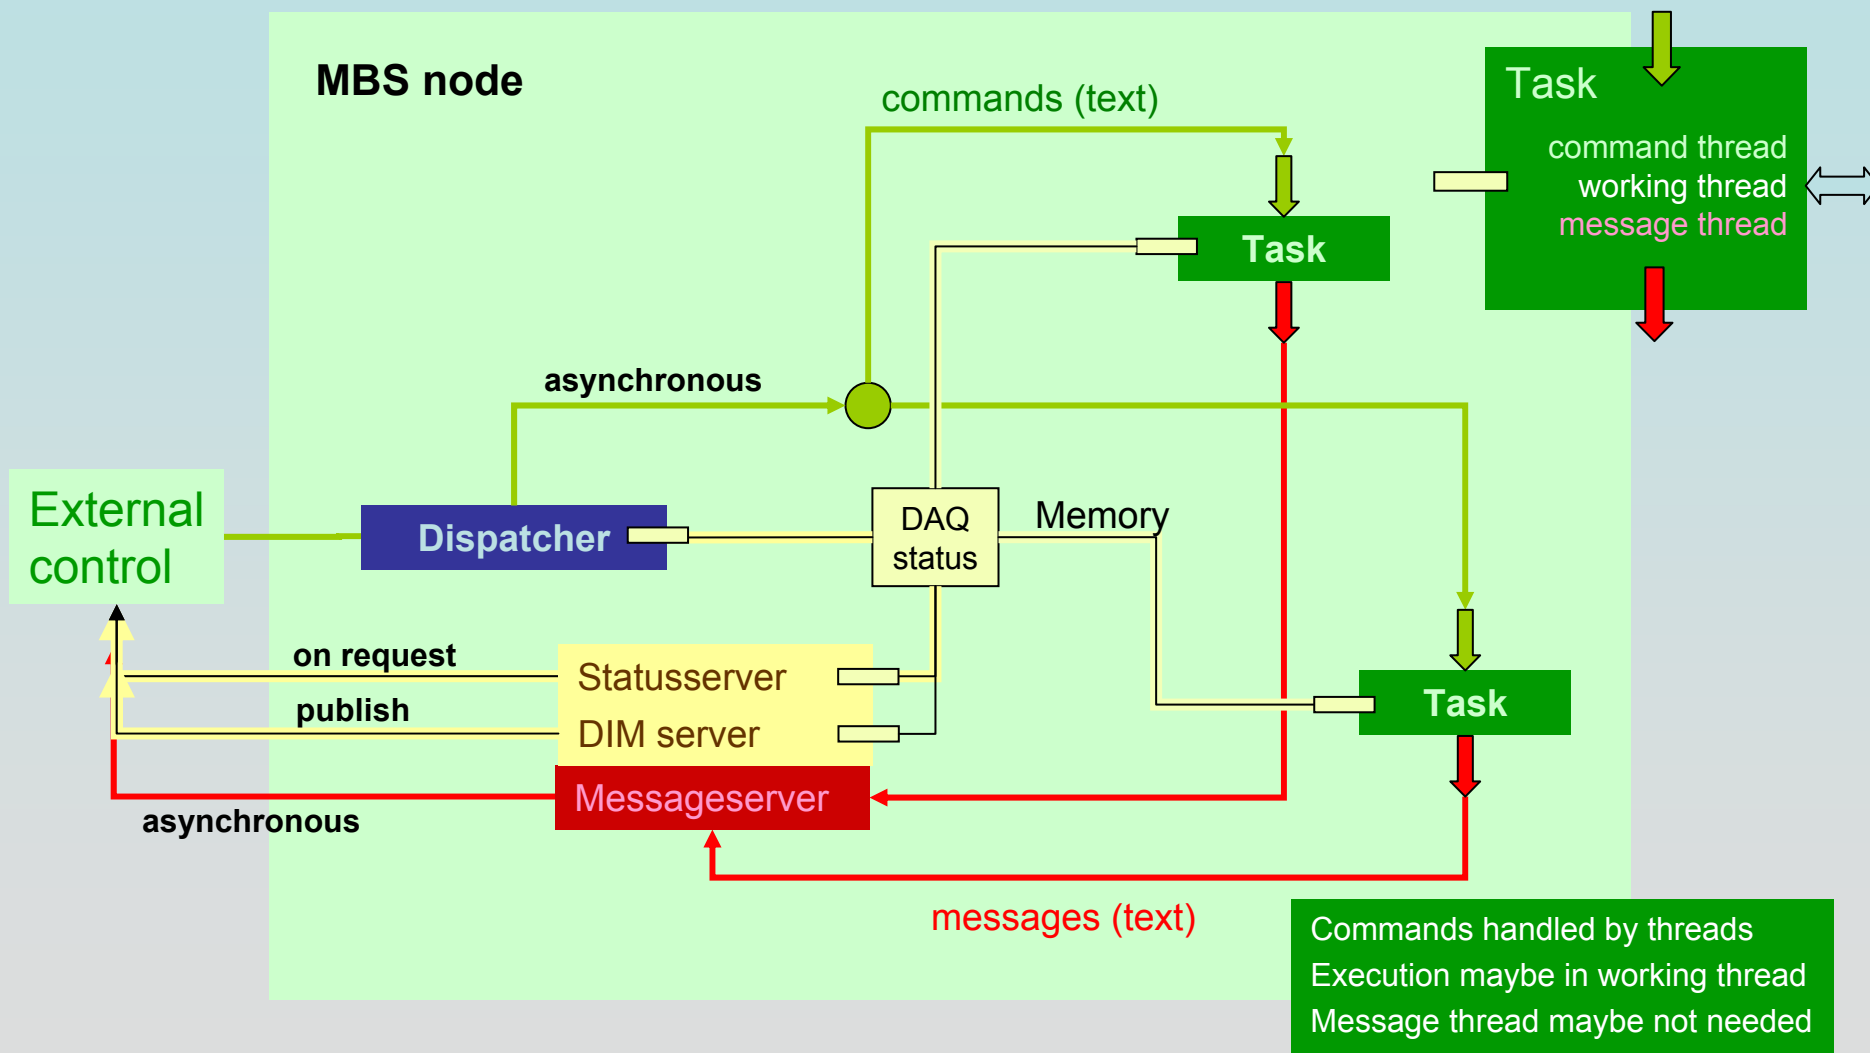 MBS node
commands (text)
Task
command thread
working thread
message thread
Task
asynchronous
External
control
Dispatcher
DAQ
status
Memory
on request
Statusserver
publish
DIM server
Task
Messageserver
asynchronous
messages (text)
Commands handled by threads
Execution maybe in working thread
Message thread maybe not needed